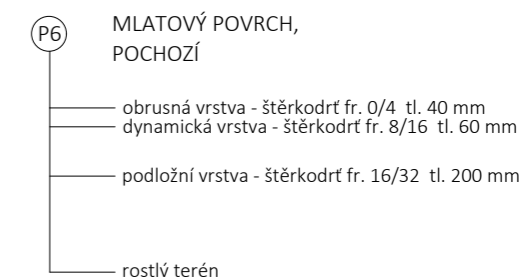 P6
MLATOVÝ POVRCH,
POCHOZÍ
obrusná vrstva - štěrkodrť fr. 0/4 tl. 40 mm
dynamická vrstva - štěrkodrť fr. 8/16 tl. 60 mm
podložní vrstva - štěrkodrť fr. 16/32 tl. 200 mm
rostlý terén